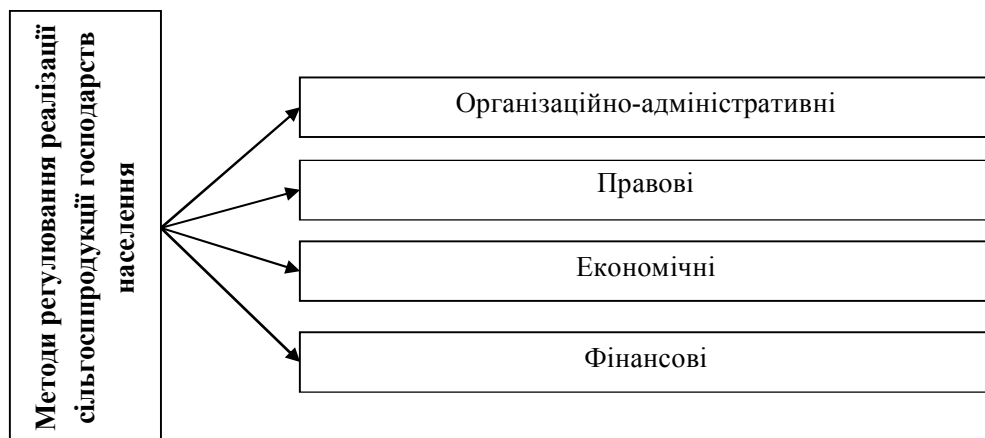 Методи регулювання реалізації
сільгосппродукції господарств
населення
Організаційно-адміністративні
Правові
Економічні
Фінансові